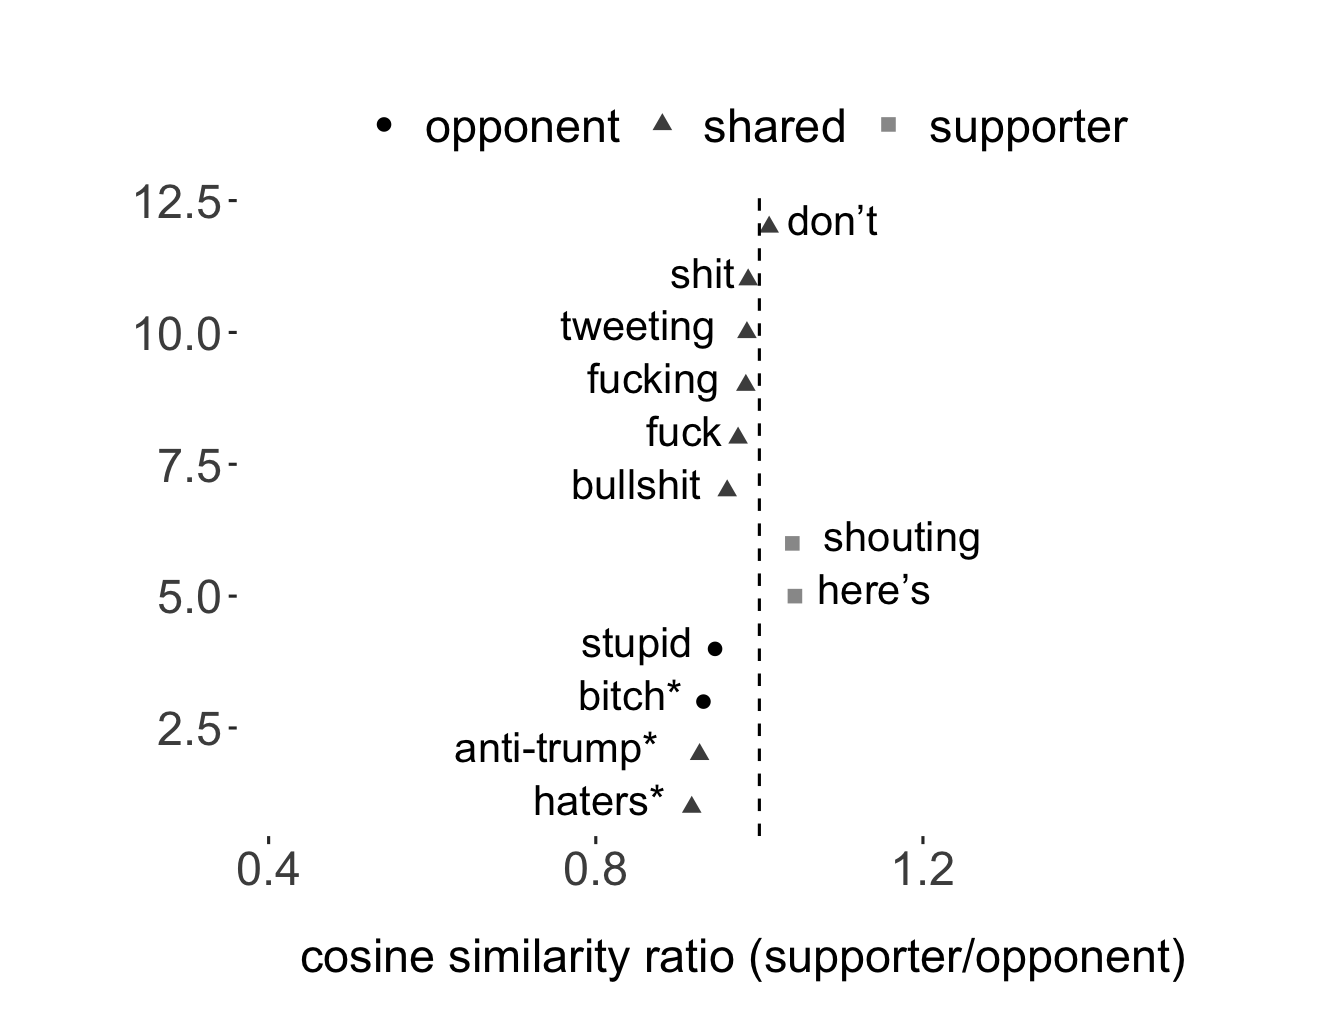 opponent shared supporter
12.5
don’t
shit
tweeting
10.0
fucking
fuck
7.5
bullshit
shouting
here’s
5.0
stupid
bitch*
2.5
anti-trump*
haters*
0.4 0.8 1.2
cosine similarity ratio (supporter/opponent)